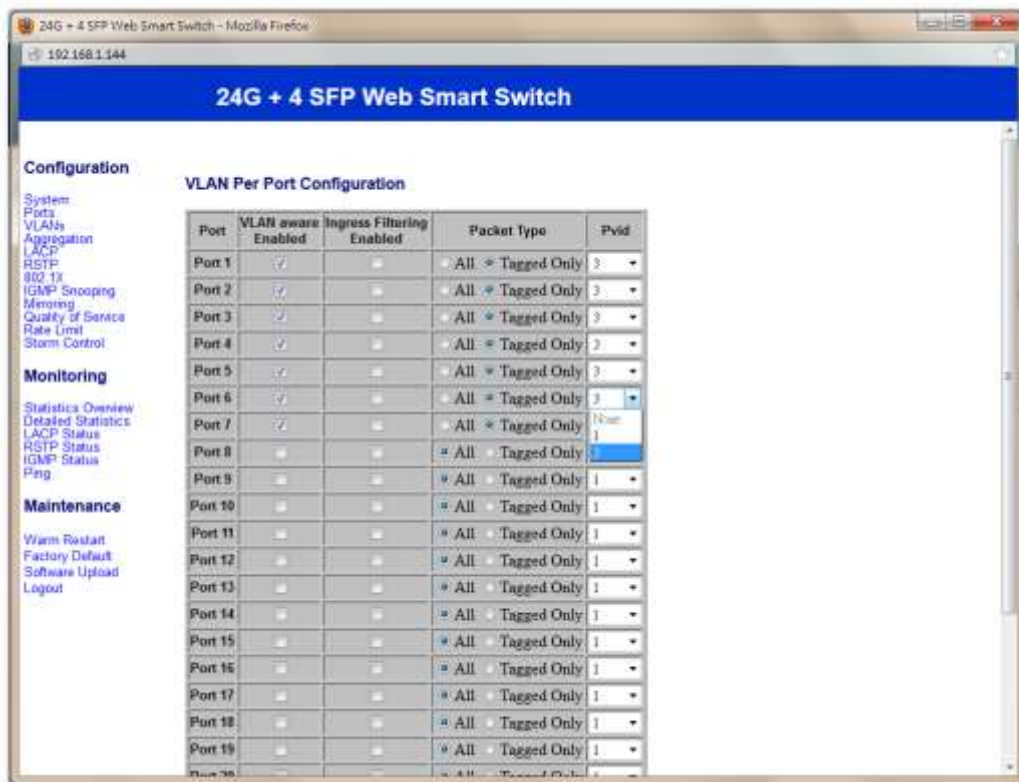 24G + 4 SFP Web Smart Switch - Mozilla Firefox
192.168.1.144
24G + 4 SFP Web Smart Switch
Configuration
System
Ports
VLANs
Aggregation
LACP
RSTP
802.1X
IGMP Snooping
Mirroring
Quality of Service
Rate Limit
Storm Control
Monitoring
Statistics Overview
Detailed Statistics
LACP Status
RSTP Status
IGMP Status
Ping
Maintenance
Warm Restart
Factory Default
Software Upload
Logout
VLAN Per Port Configuration
Port VLAN aware Enabled Ingress Filtering Enabled Packet Type Pvid
Port 1 All Tagged Only 3
Port 2 All Tagged Only 3
Port 3 All Tagged Only 3
Port 4 All Tagged Only 3
Port 5 All Tagged Only 3
Port 6 All Tagged Only 3
None
1
3
Port 7 All Tagged Only
Port 8 All Tagged Only
Port 9 All Tagged Only 1
Port 10 All Tagged Only 1
Port 11 All Tagged Only 1
Port 12 All Tagged Only 1
Port 13 All Tagged Only 1
Port 14 All Tagged Only 1
Port 15 All Tagged Only 1
Port 16 All Tagged Only 1
Port 17 All Tagged Only 1
Port 18 All Tagged Only 1
Port 19 All Tagged Only 1
Port 20 All Tagged Only 1